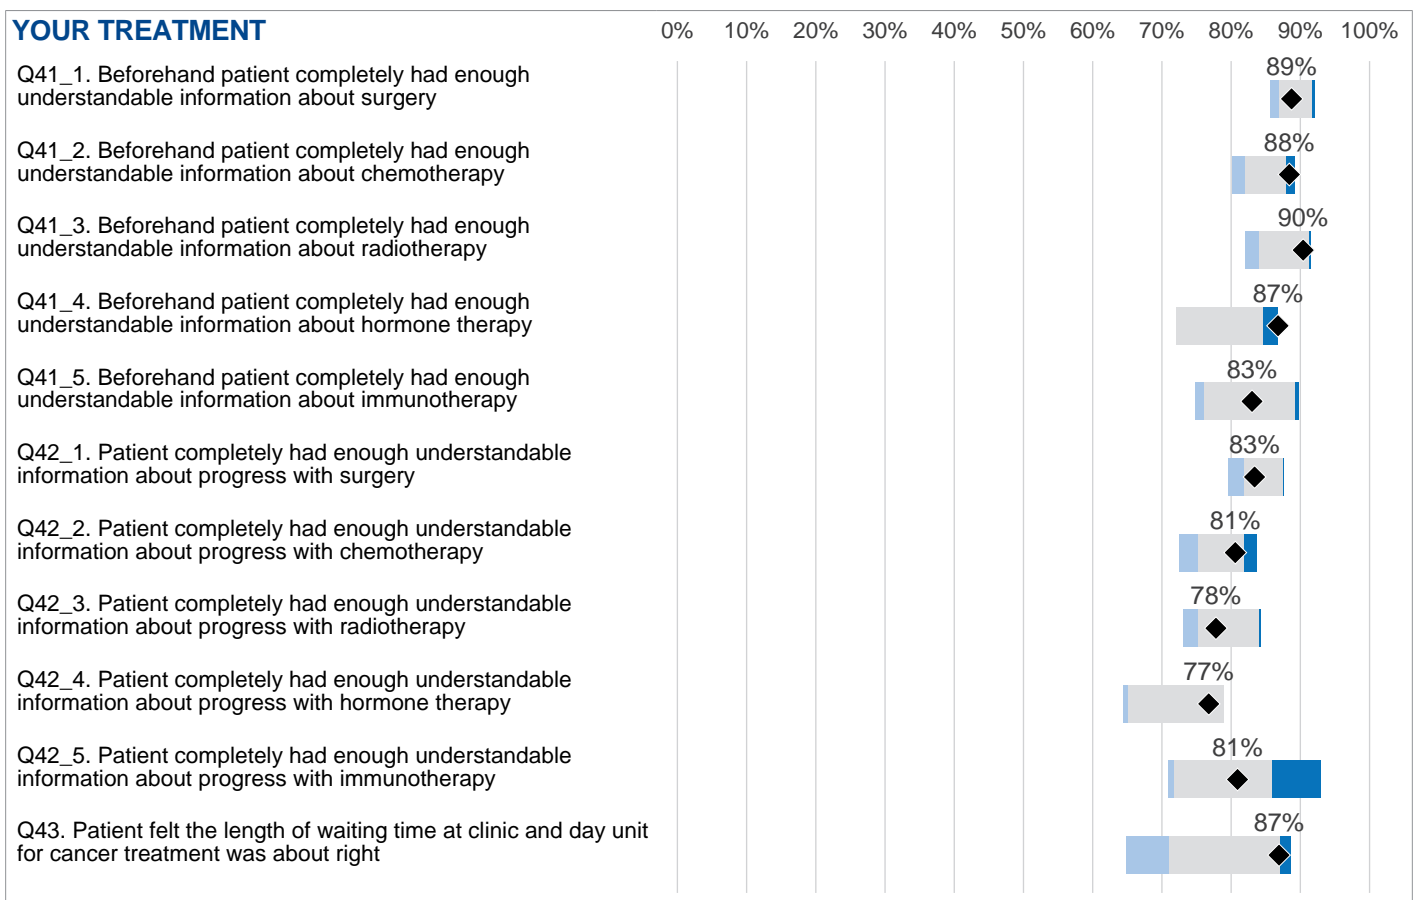 YOUR TREATMENT
0% 10% 20% 30% 40% 50% 60% 70% 80% 90% 100%
Q41_1. Beforehand patient completely had enough
understandable information about surgery
89%
Q41_2. Beforehand patient completely had enough
understandable information about chemotherapy
88%
Q41_3. Beforehand patient completely had enough
understandable information about radiotherapy
90%
Q41_4. Beforehand patient completely had enough
understandable information about hormone therapy
87%
Q41_5. Beforehand patient completely had enough
understandable information about immunotherapy
83%
Q42_1. Patient completely had enough understandable
information about progress with surgery
83%
Q42_2. Patient completely had enough understandable
information about progress with chemotherapy
81%
Q42_3. Patient completely had enough understandable
information about progress with radiotherapy
78%
Q42_4. Patient completely had enough understandable
information about progress with hormone therapy
77%
Q42_5. Patient completely had enough understandable
information about progress with immunotherapy
81%
Q43. Patient felt the length of waiting time at clinic and day unit
for cancer treatment was about right
87%